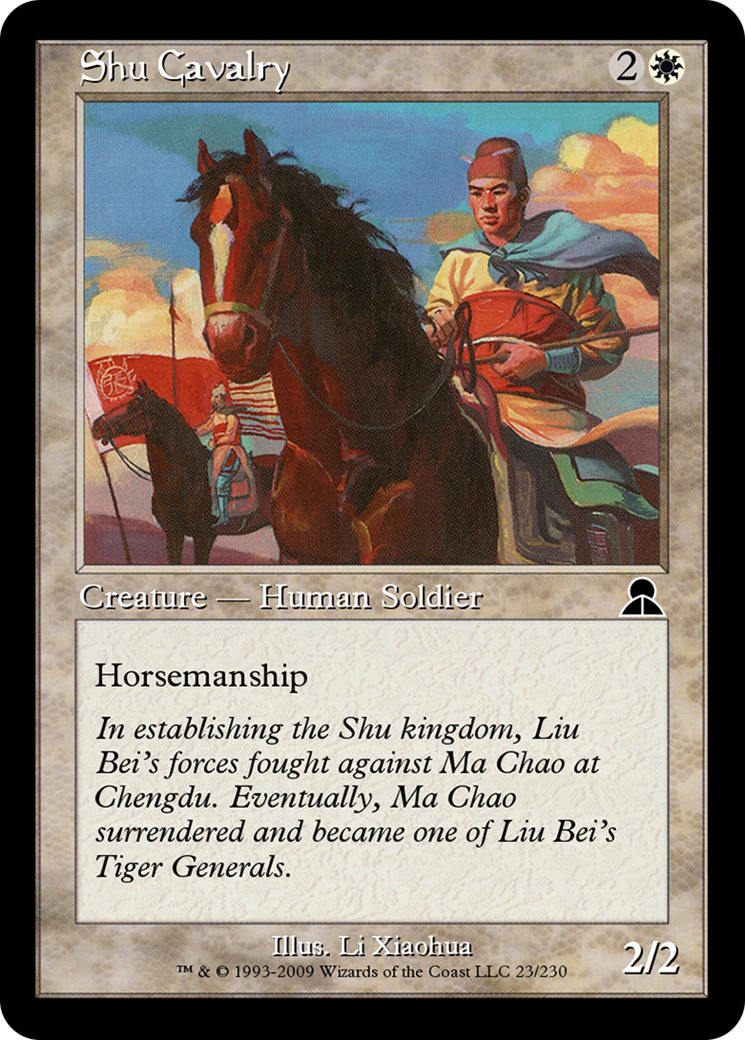 Shu Cavalry 2
Creature — Human Soldier
Horsemanship
In establishing the Shu kingdom, Liu
Bei's forces fought against Ma Chao at
Chengdu. Eventually, Ma Chao
surrendered and became one of Liu Bei's
Tiger Generals.
Illus. Li Xiaohua
™ & © 1993-2009 Wizards of the Coast LLC 23/230
2/2